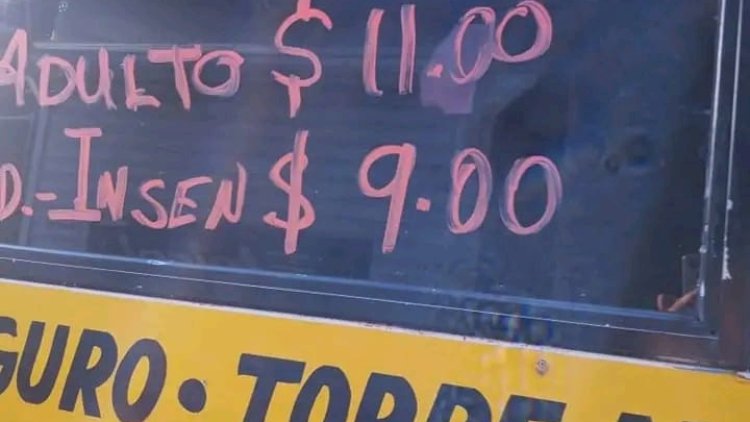 ADULTO $ 11.00
D.-INSEN $ 9.00
GURO • TORRE